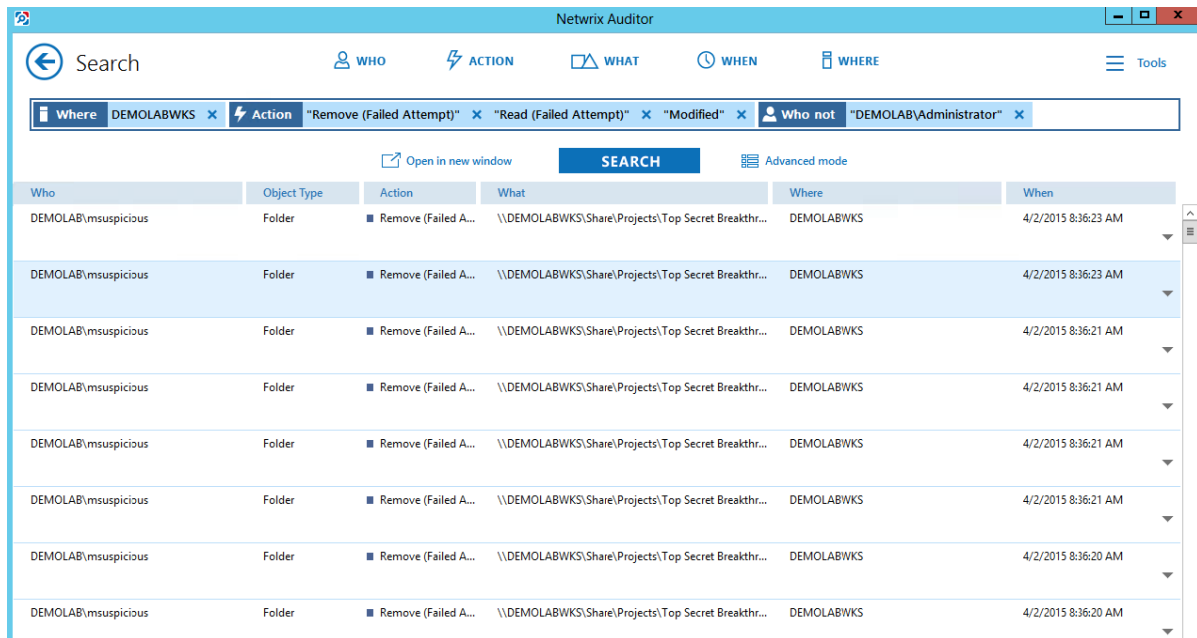 Netwrix Auditor
Search WHO ACTION WHAT WHEN WHERE Tools
Where DEMOLABWKS Action "Remove (Failed Attempt)" "Read (Failed Attempt)" "Modified" Who not "DEMOLAB\Administrator"
Open in new window SEARCH Advanced mode
Who Object Type Action What Where When
DEMOLAB\msuspicious Folder Remove (Failed A... \\DEMOLABWKS\Share\Projects\Top Secret Breakthr... DEMOLABWKS 4/2/2015 8:36:23 AM
DEMOLAB\msuspicious Folder Remove (Failed A... \\DEMOLABWKS\Share\Projects\Top Secret Breakthr... DEMOLABWKS 4/2/2015 8:36:23 AM
DEMOLAB\msuspicious Folder Remove (Failed A... \\DEMOLABWKS\Share\Projects\Top Secret Breakthr... DEMOLABWKS 4/2/2015 8:36:21 AM
DEMOLAB\msuspicious Folder Remove (Failed A... \\DEMOLABWKS\Share\Projects\Top Secret Breakthr... DEMOLABWKS 4/2/2015 8:36:21 AM
DEMOLAB\msuspicious Folder Remove (Failed A... \\DEMOLABWKS\Share\Projects\Top Secret Breakthr... DEMOLABWKS 4/2/2015 8:36:21 AM
DEMOLAB\msuspicious Folder Remove (Failed A... \\DEMOLABWKS\Share\Projects\Top Secret Breakthr... DEMOLABWKS 4/2/2015 8:36:21 AM
DEMOLAB\msuspicious Folder Remove (Failed A... \\DEMOLABWKS\Share\Projects\Top Secret Breakthr... DEMOLABWKS 4/2/2015 8:36:20 AM
DEMOLAB\msuspicious Folder Remove (Failed A... \\DEMOLABWKS\Share\Projects\Top Secret Breakthr... DEMOLABWKS 4/2/2015 8:36:20 AM